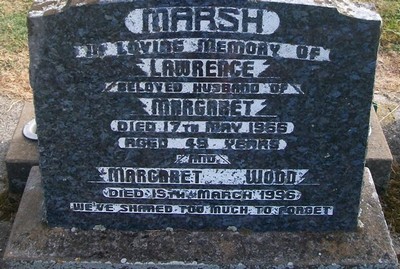 MARSH
IN LOVING MEMORY OF
LAWRENCE
BELOVED HUSBAND OF
MARGARET
DIED 17TH MAY 1966
AGED 49 YEARS
AND
MARGARET WOOD
DIED 15TH MARCH 1996
WE'VE SHARED TOO MUCH TO FORGET